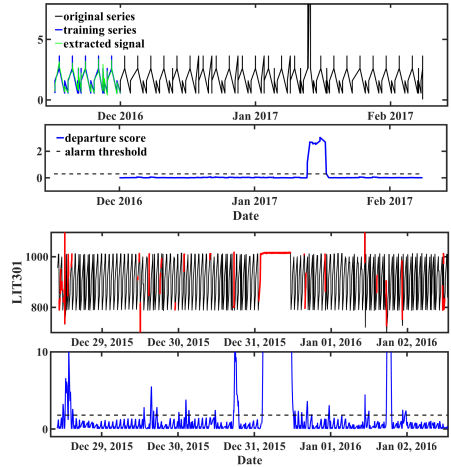 8
original series
training series
extracted signal
4
0
Dec 2016
Jan 2017
Feb 2017
departure score
alarm threshold
2
0
Dec 2016
Jan 2017
Feb 2017
Date
LIT301
1000
800
Dec 29, 2015
Dec 30, 2015
Dec 31, 2015
Jan 01, 2016
Jan 02, 2016
10
5
0
Dec 29, 2015
Dec 30, 2015
Dec 31, 2015
Jan 01, 2016
Jan 02, 2016
Date